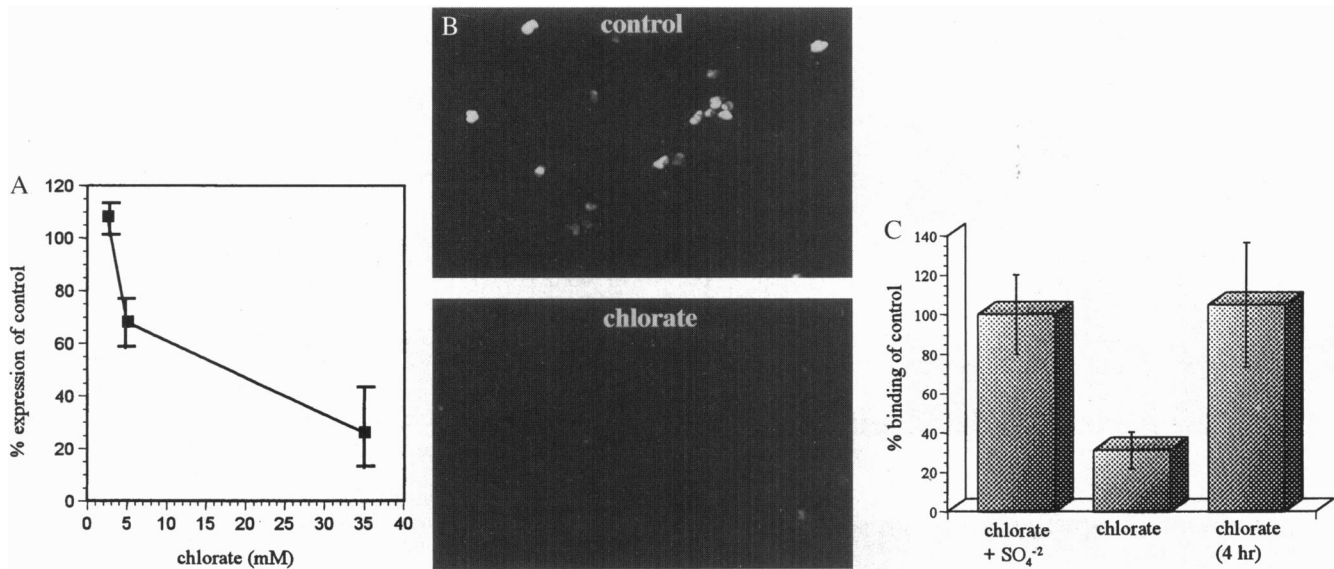 A
120
100
80
60
40
20
0
% expression of control
0 5 10 15 20 25 30 35 40
chlorate (mM)
B
control
chlorate
C
140
120
100
80
60
40
20
0
% binding of control
chlorate
+ SO₄⁻²
chlorate
chlorate
(4 hr)